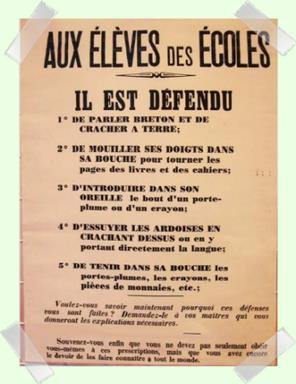 AUX ÉLÈVES DES ÉCOLES
IL EST DÉFENDU
1° DE PARLER BRETON ET DE
CRACHER A TERRE;
2° DE MOUILLER SES DOIGTS DANS
SA BOUCHE pour tourner les
pages des livres et des cahiers;
3° D'INTRODUIRE DANS SON
OREILLE le bout d'un porte-
plume ou d'un crayon;
4° D'ESSUYER LES ARDOISES EN
CRACHANT DESSUS ou en y
portant directement la langue;
5° DE TENIR DANS SA BOUCHE les
portes-plumes, les crayons, les
pièces de monnaies, etc.;
Voulez-vous savoir maintenant pourquoi ces défenses
vous sont faites? Demandez-le à vos maîtres qui vous
donneront les explications nécessaires.
Souvenez-vous enfin que vous ne devez pas seulement obéir
vous-mêmes à ces prescriptions, mais que vous avez encore
le devoir de les faire connaître à tout le monde.